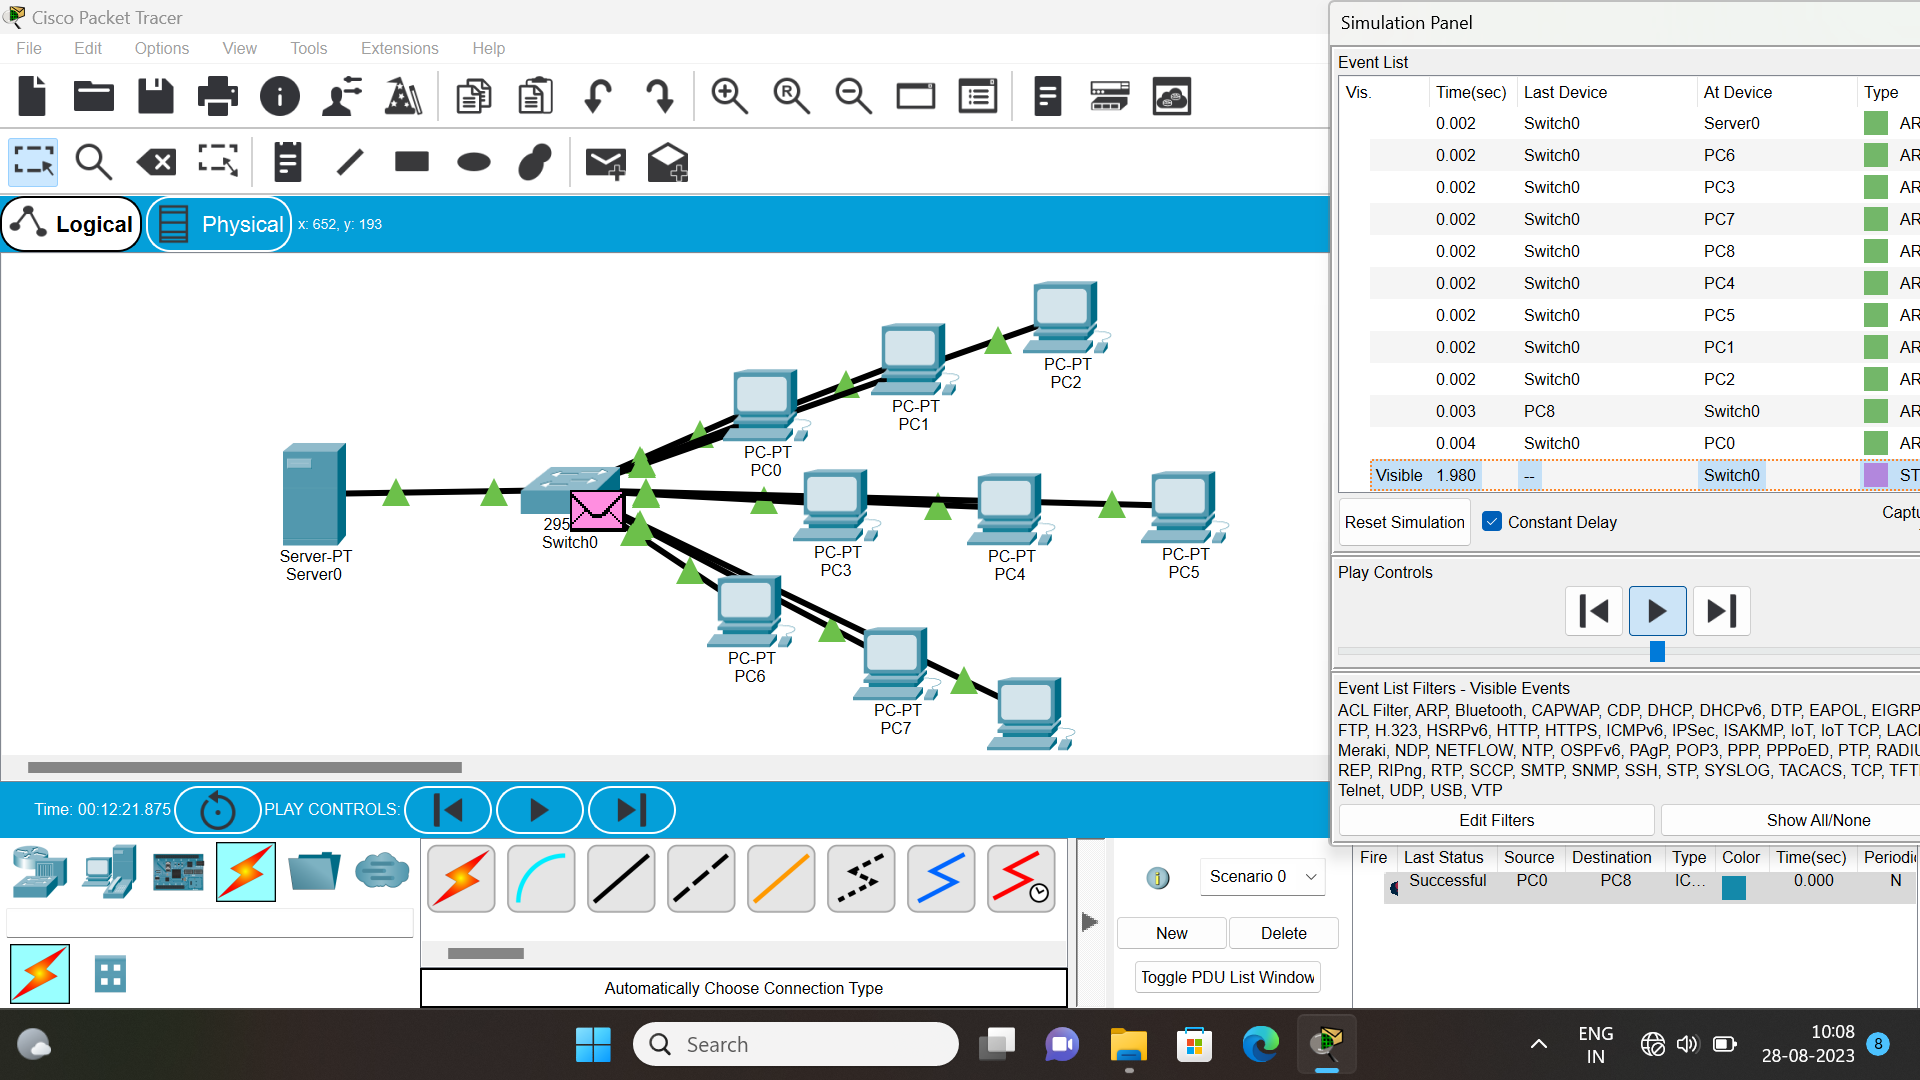 Cisco Packet Tracer
File Edit Options View Tools Extensions Help
Logical Physical x: 652, y: 193
PC-PT
PC2
PC-PT
PC1
PC-PT
PC0
295
Switch0
Server-PT
Server0
PC-PT
PC3
PC-PT
PC4
PC-PT
PC5
PC-PT
PC6
PC-PT
PC7
Time: 00:12:21.875 PLAY CONTROLS:
Automatically Choose Connection Type
Scenario 0
New Delete
Toggle PDU List Window
Simulation Panel
Event List
Vis. Time(sec) Last Device At Device Type
0.002 Switch0 Server0 AR
0.002 Switch0 PC6 AR
0.002 Switch0 PC3 AR
0.002 Switch0 PC7 AR
0.002 Switch0 PC8 AR
0.002 Switch0 PC4 AR
0.002 Switch0 PC5 AR
0.002 Switch0 PC1 AR
0.002 Switch0 PC2 AR
0.003 PC8 Switch0 AR
0.004 Switch0 PC0 AR
Visible 1.980 -- Switch0 ST
Reset Simulation Constant Delay Captu
Play Controls
Event List Filters - Visible Events
ACL Filter, ARP, Bluetooth, CAPWAP, CDP, DHCP, DHCPv6, DTP, EAPOL, EIGRP
FTP, H.323, HSRPv6, HTTP, HTTPS, ICMPv6, IPSec, ISAKMP, IoT, IoT TCP, LACI
Meraki, NDP, NETFLOW, NTP, OSPFv6, PAgP, POP3, PPP, PPPoED, PTP, RADIU
REP, RIPng, RTP, SCCP, SMTP, SNMP, SSH, STP, SYSLOG, TACACS, TCP, TFT
Telnet, UDP, USB, VTP
Edit Filters Show All/None
Fire Last Status Source Destination Type Color Time(sec) Periodi
Successful PC0 PC8 IC... 0.000 N
Search
ENG
IN
10:08
28-08-2023
8